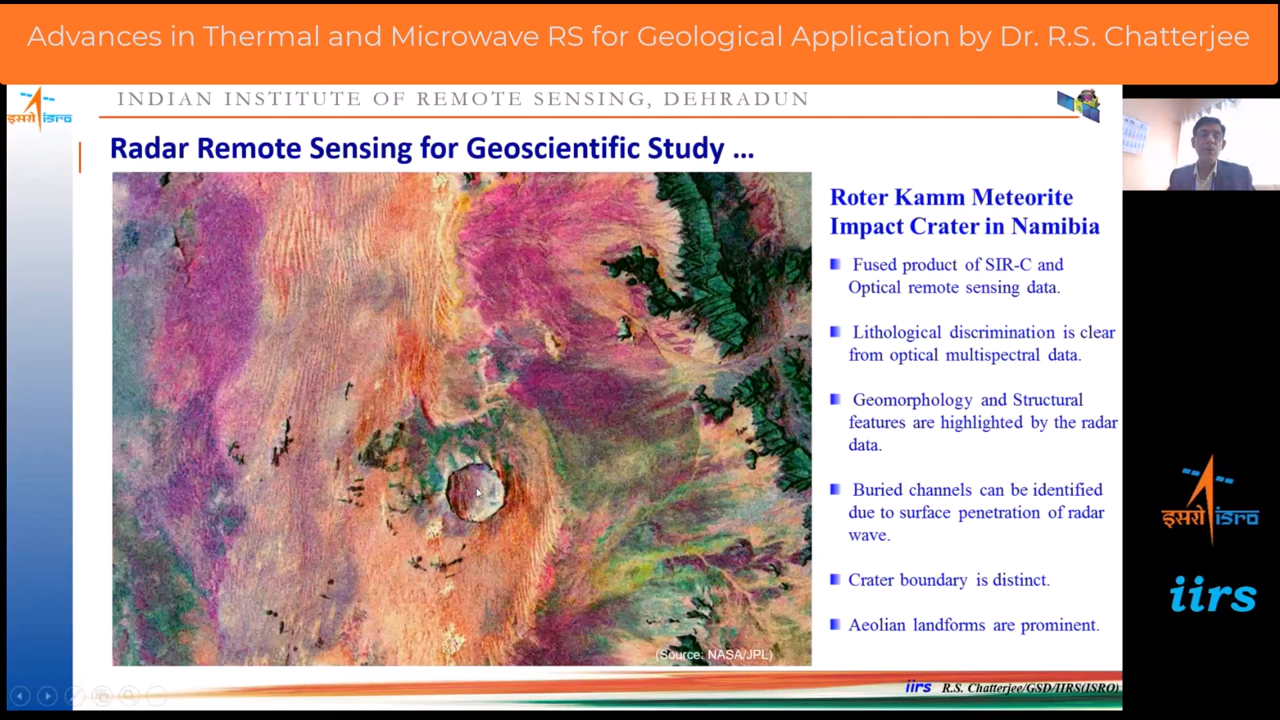 Advances in Thermal and Microwave RS for Geological Application by Dr. R.S. Chatterjee
INDIAN INSTITUTE OF REMOTE SENSING, DEHRADUN
इसरो isro
Radar Remote Sensing for Geoscientific Study ...
Roter Kamm Meteorite
Impact Crater in Namibia
Fused product of SIR-C and
Optical remote sensing data.
Lithological discrimination is clear
from optical multispectral data.
Geomorphology and Structural
features are highlighted by the radar
data.
Buried channels can be identified
due to surface penetration of radar
wave.
Crater boundary is distinct.
Aeolian landforms are prominent.
(Source: NASA/JPL)
iirs R.S. Chatterjee/GSD/IIRS(ISRO)
इसरो isro
iirs